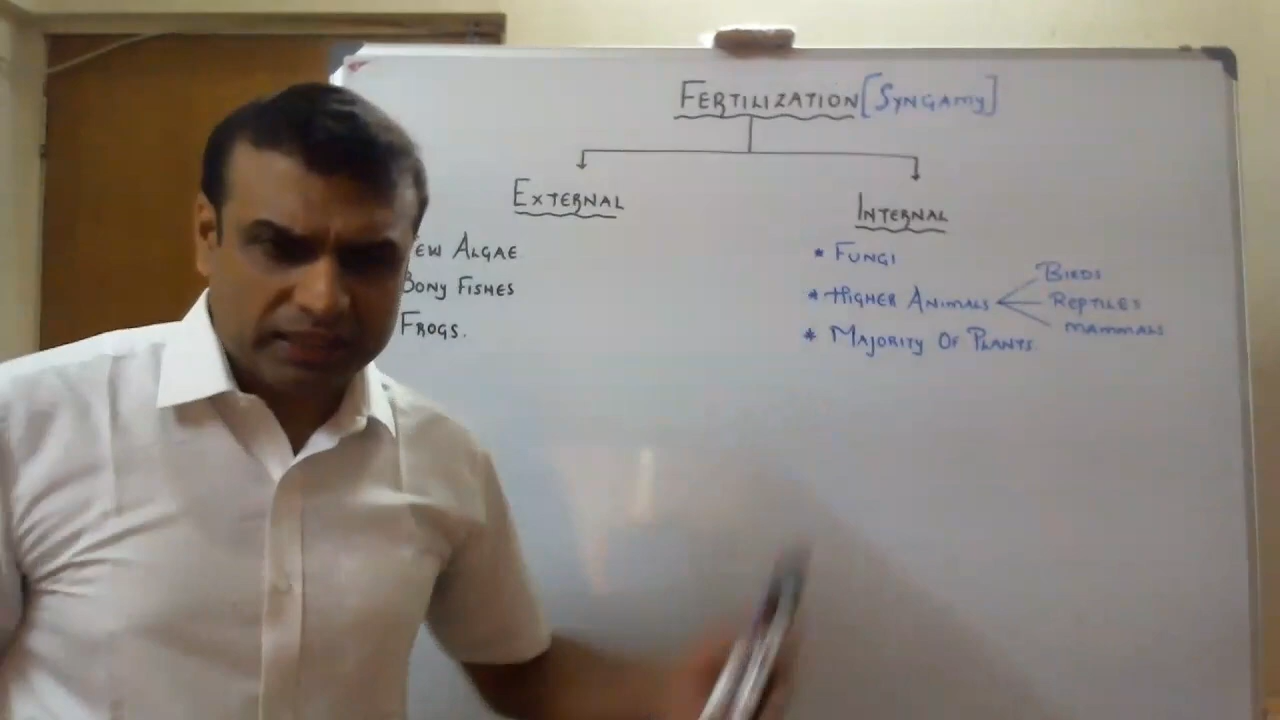 FERTILIZATION [SYNGAMY]
EXTERNAL
EW ALGAE
BONY FISHES
FROGS.
INTERNAL
* FUNGI
* HIGHER ANIMALS
BIRDS
REPTILES
MAMMALS
* MAJORITY OF PLANTS.